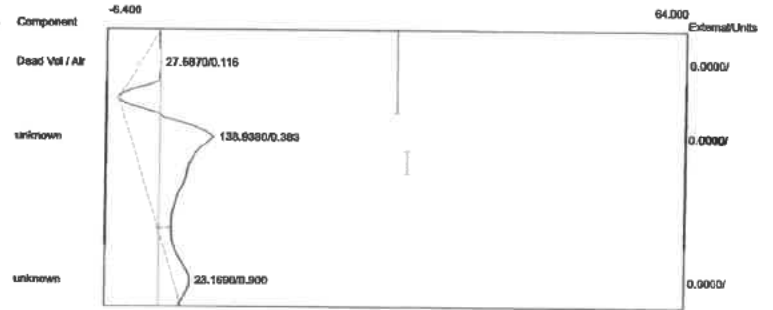 -6.400 64.000
Component External/Units
Dead Vol / Air 27.5870/0.116 0.0000/
unknown 138.9380/0.383 0.0000/
unknown 23.1690/0.900 0.0000/